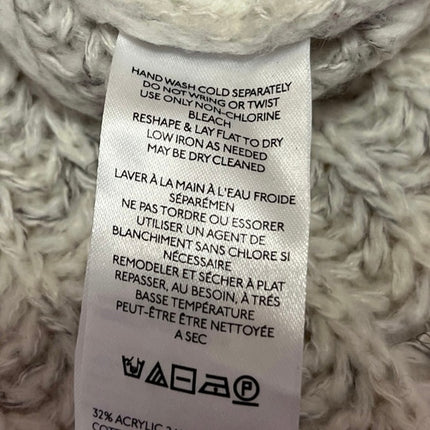 HAND WASH COLD SEPARATELY
DO NOT WRING OR TWIST
USE ONLY NON-CHLORINE
BLEACH
RESHAPE & LAY FLAT TO DRY
LOW IRON AS NEEDED
MAY BE DRY CLEANED
LAVER À LA MAIN À L'EAU FROIDE
SÉPARÉMEN
NE PAS TORDRE OU ESSORER
UTILISER UN AGENT DE
BLANCHIMENT SANS CHLORE SI
NÉCESSAIRE
REMODELER ET SÉCHER À PLAT
REPASSER, AU BESOIN, À TRÉS
BASSE TEMPÉRATURE
PEUT-ÊTRE ÊTRE NETTOYÉE
A SEC
P
32% ACRYLIC